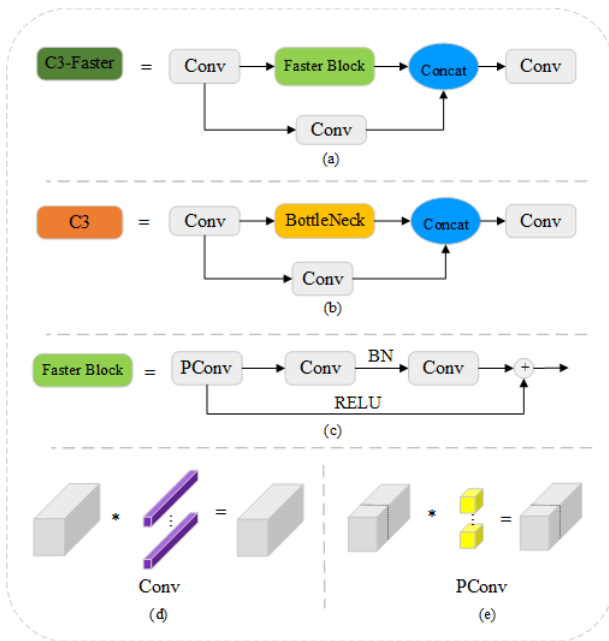 C3-Faster = Conv Faster Block Concat Conv
Conv
(a)
C3 = Conv BottleNeck Concat Conv
Conv
(b)
Faster Block = PConv Conv BN Conv +
RELU
(c)
* ⋮ =
Conv
(d)
* ⋮ =
PConv
(e)